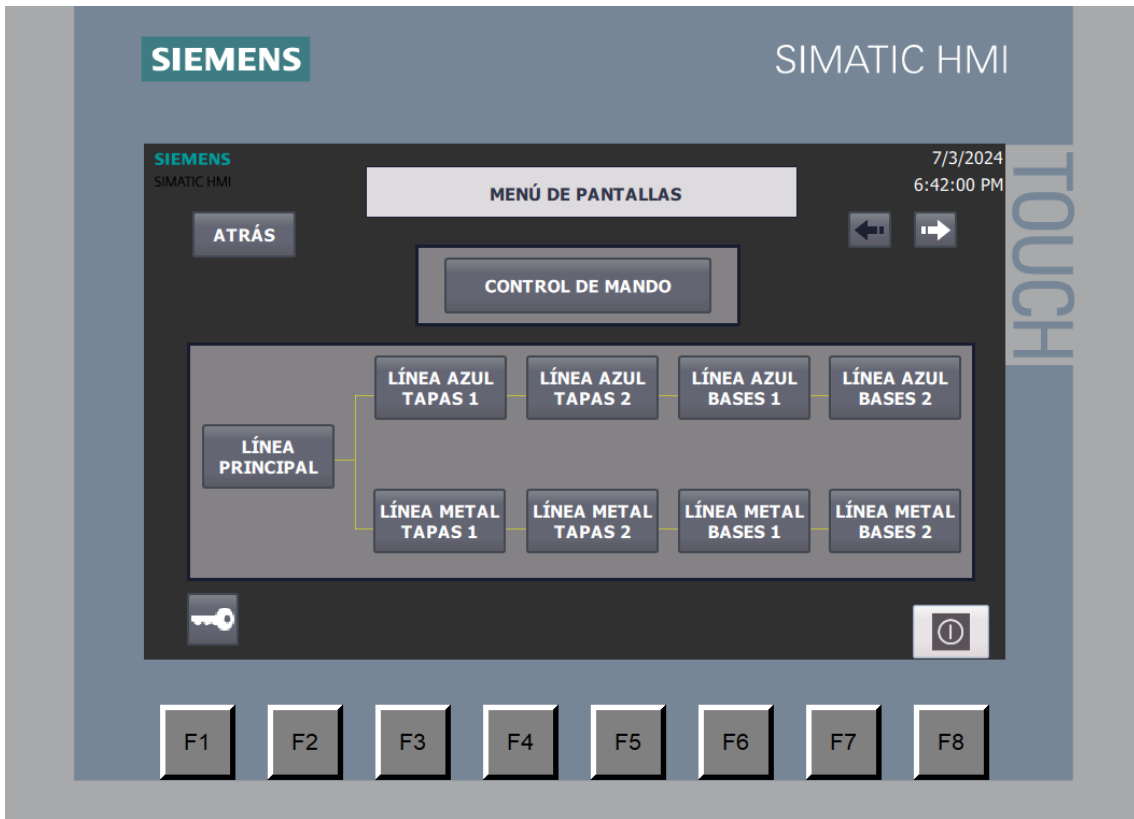 SIEMENS
SIMATIC HMI
TOUCH
SIEMENS
SIMATIC HMI
7/3/2024
6:42:00 PM
MENÚ DE PANTALLAS
ATRÁS
CONTROL DE MANDO
LÍNEA
PRINCIPAL
LÍNEA AZUL
TAPAS 1
LÍNEA AZUL
TAPAS 2
LÍNEA AZUL
BASES 1
LÍNEA AZUL
BASES 2
LÍNEA METAL
TAPAS 1
LÍNEA METAL
TAPAS 2
LÍNEA METAL
BASES 1
LÍNEA METAL
BASES 2
F1
F2
F3
F4
F5
F6
F7
F8